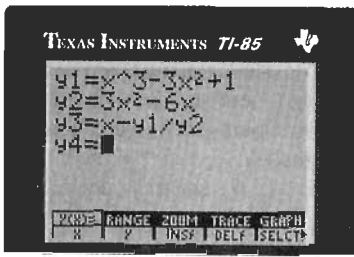 TEXAS INSTRUMENTS TI-85
y1=x^3-3x²+1
y2=3x²-6x
y3=x-y1/y2
y4=
y(x)= RANGE ZOOM TRACE GRAPH
x y INSf DELf SELCT▸